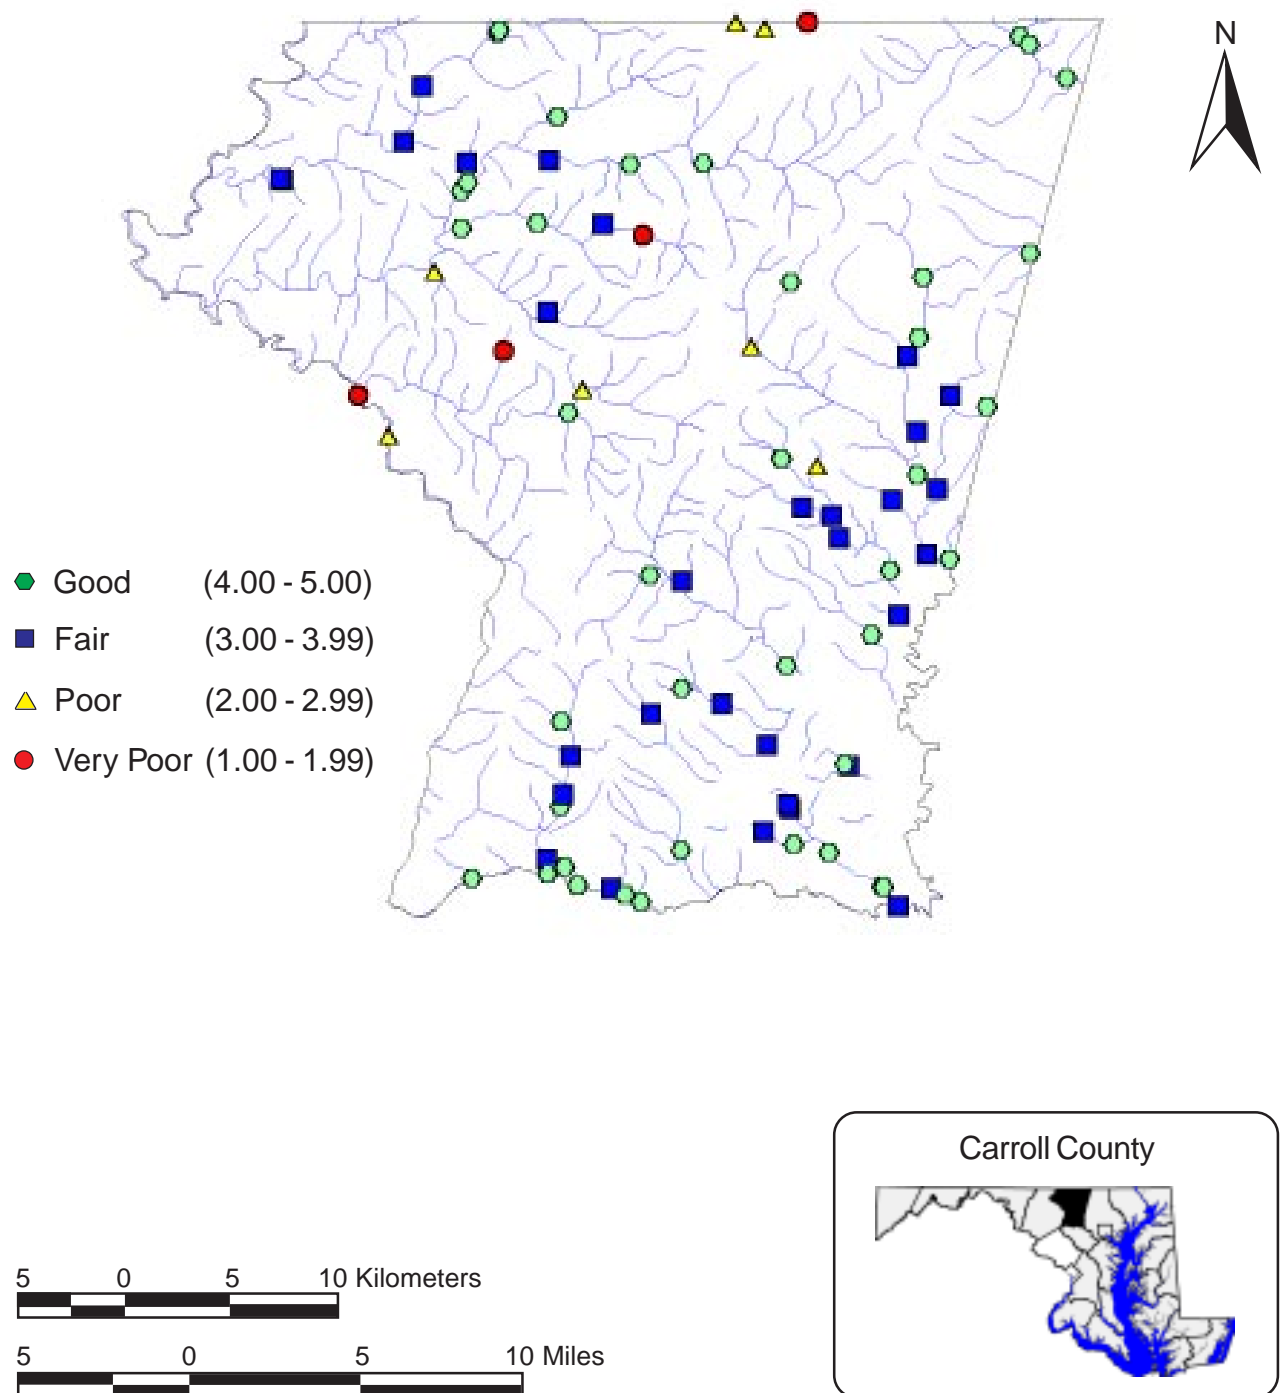 N
Good (4.00 - 5.00)
Fair (3.00 - 3.99)
Poor (2.00 - 2.99)
Very Poor (1.00 - 1.99)
Carroll County
5 0 5 10 Kilometers
5 0 5 10 Miles